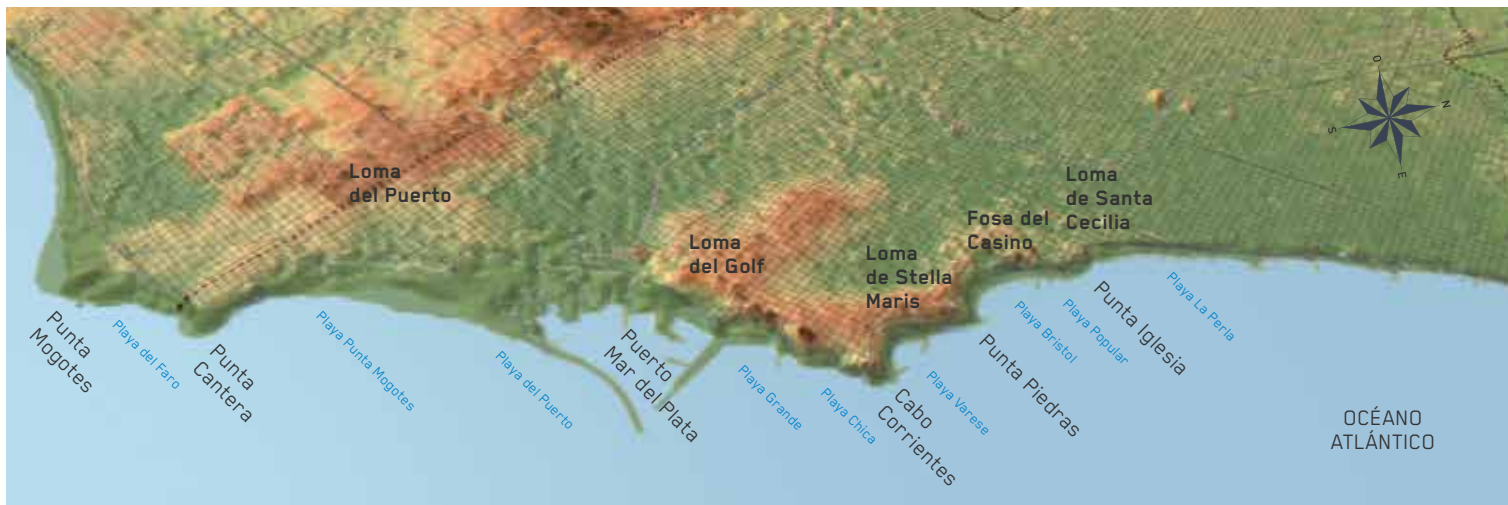 O
N
S
E
Loma
del Puerto
Loma
del Golf
Loma
de Stella
Maris
Fosa del
Casino
Loma
de Santa
Cecilia
Punta
Mogotes
Playa del Faro
Punta
Cantera
Playa Punta Mogotes
Playa del Puerto
Puerto
Mar del Plata
Playa Grande
Playa Chica
Cabo
Corrientes
Playa Varese
Punta Piedras
Playa Bristol
Playa Popular
Punta Iglesia
Playa La Perla
OCÉANO
ATLÁNTICO